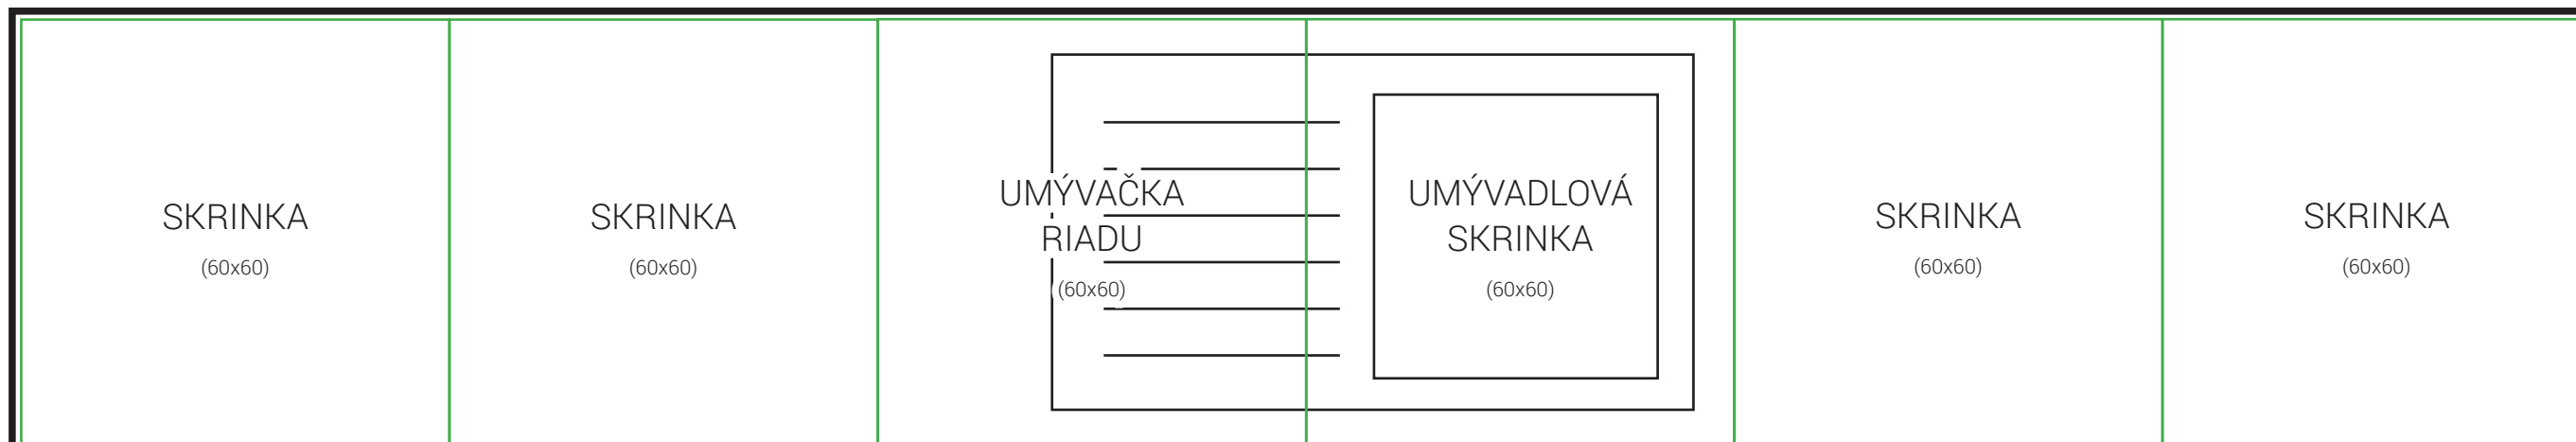 SKRINKA
(60x60)
SKRINKA
(60x60)
UMÝVAČKA
RIADU
(60x60)
UMÝVADLOVÁ
SKRINKA
(60x60)
SKRINKA
(60x60)
SKRINKA
(60x60)